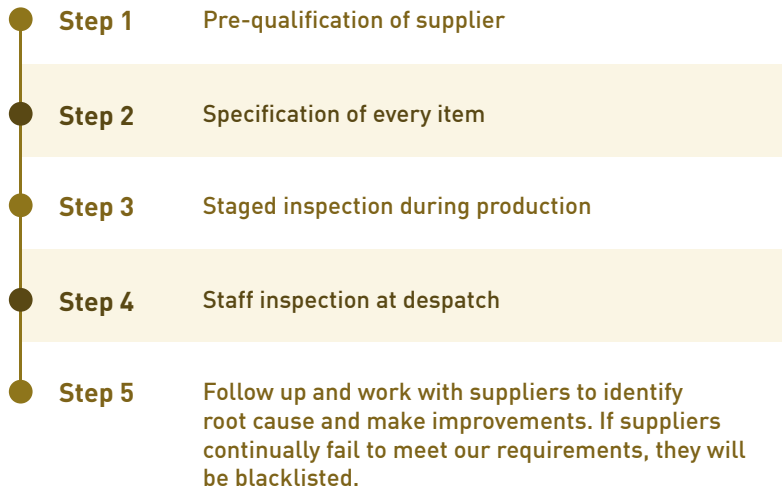 Step 1 Pre-qualification of supplier
Step 2 Specification of every item
Step 3 Staged inspection during production
Step 4 Staff inspection at despatch
Step 5 Follow up and work with suppliers to identify
root cause and make improvements. If suppliers
continually fail to meet our requirements, they will
be blacklisted.